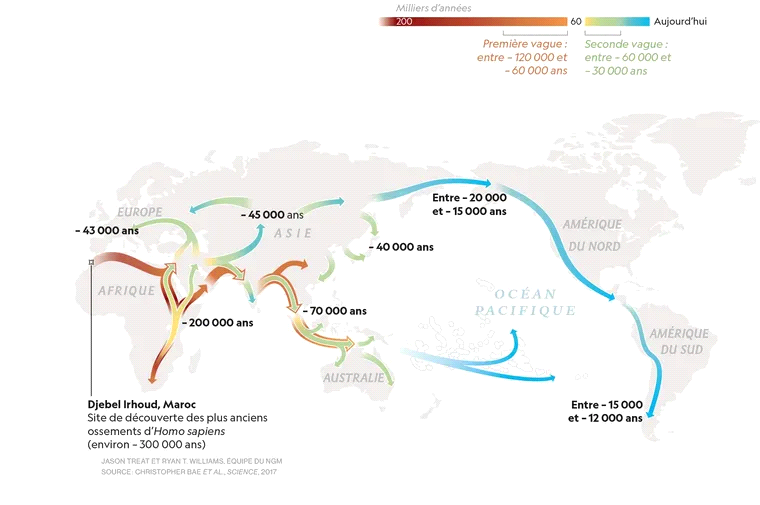 Milliers d'années
200
60
Aujourd'hui
Première vague :
entre – 120 000 et
– 60 000 ans
Seconde vague :
entre – 60 000 et
– 30 000 ans
Entre – 20 000
et – 15 000 ans
EUROPE
– 45 000 ans
– 43 000 ans
ASIE
AMÉRIQUE
DU NORD
– 40 000 ans
AFRIQUE
OCÉAN
PACIFIQUE
– 70 000 ans
– 200 000 ans
AMÉRIQUE
DU SUD
AUSTRALIE
Djebel Irhoud, Maroc
Site de découverte des plus anciens
ossements d'Homo sapiens
(environ – 300 000 ans)
Entre – 15 000
et – 12 000 ans
JASON TREAT ET RYAN T. WILLIAMS, ÉQUIPE DU NGM
SOURCE: CHRISTOPHER BAE ET AL., SCIENCE, 2017